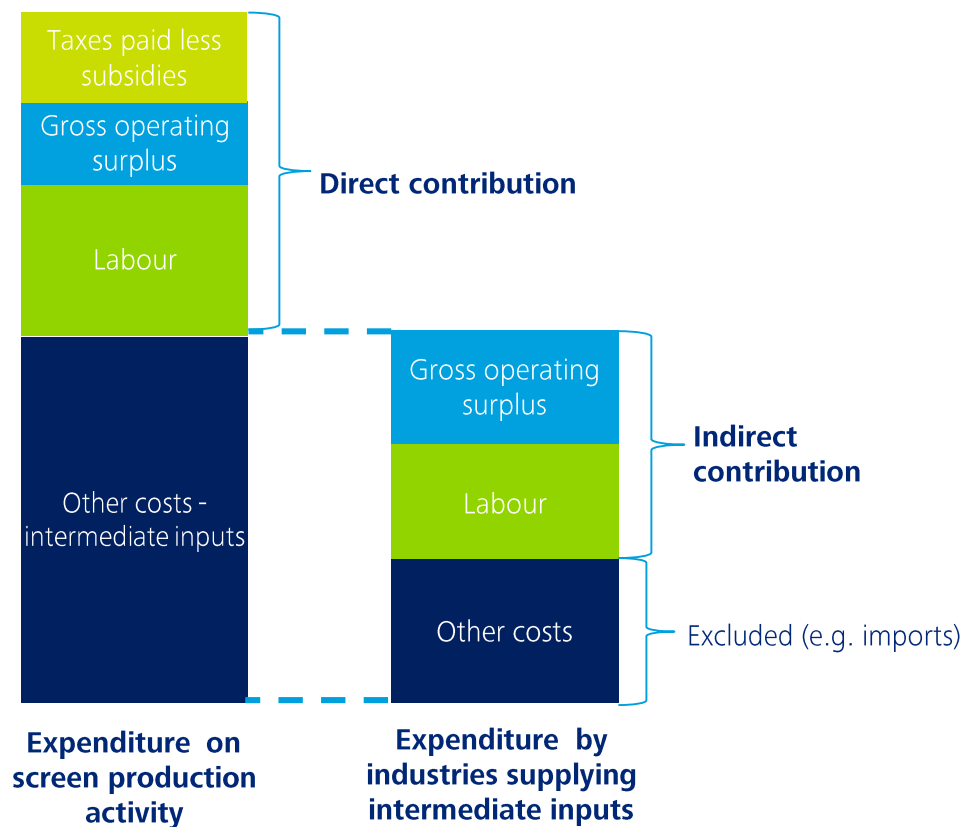 Taxes paid less
subsidies
Gross operating
surplus
Labour
Other costs -
intermediate inputs
Direct contribution
Gross operating
surplus
Labour
Other costs
Indirect
contribution
Excluded (e.g. imports)
Expenditure on
screen production
activity
Expenditure by
industries supplying
intermediate inputs